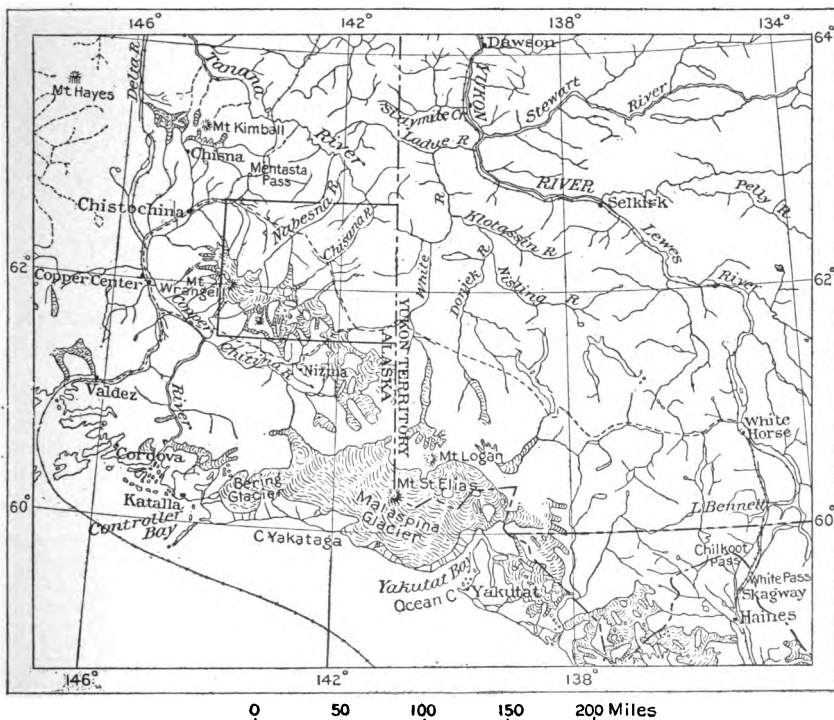 146°
142°
138°
134°
64°
64°
Dawson
Delta R
Tanana
YUKON
Mt Hayes
Stewart
River
Mt Kimball
Ladue R
River
Chisna
Mentasta
Pass
RIVER
Selkirk
Pelly
R
Nabesna R
Chistochina
R
Klotassin R
Lewes
Chisana R
62°
62°
River
Copper Center
Mt
Wrangell
White
Donjek R
Nisling R
Copper
YUKON TERRITORY
ALASKA
Chitina R
Nizina
River
Valdez
White
Horse
Cordova
Mt Logan
Bering
Glacier
Mt St Elias
Katalla
60°
60°
Malaspina
Glacier
L Bennett
Controller
Bay
C Yakataga
Chilkoot
Pass
Yakutat Bay
White Pass
Skagway
Yakutat
Ocean C
Haines
146°
142°
138°
0 50 100 150 200 Miles